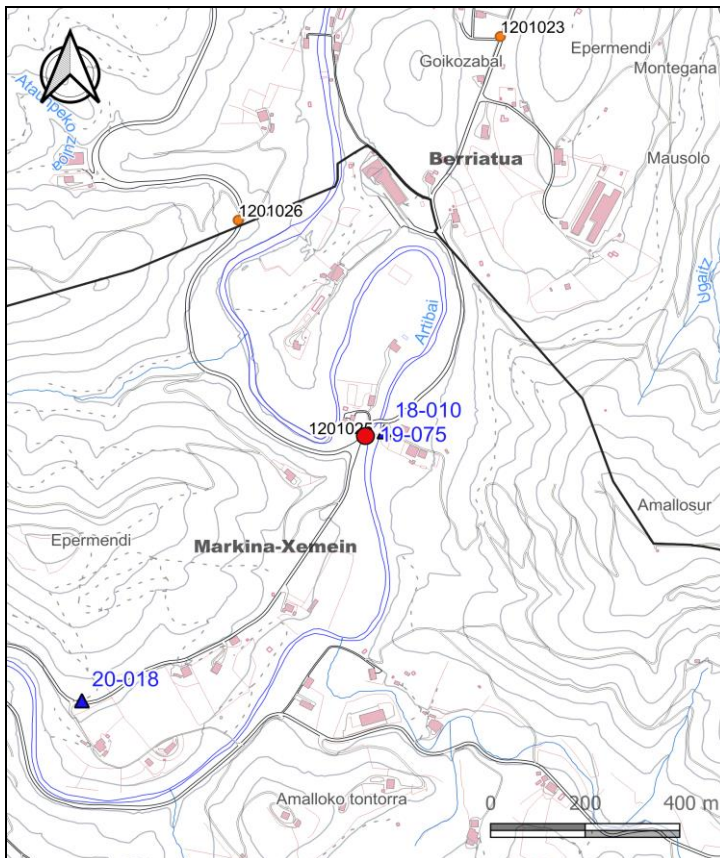 1201023
Epermendi
Goikozabal
Montegana
Berriatua
Mausolo
1201026
Ugaitz
Artibai
18-010
1201025
19-075
Amallosur
Epermendi
Markina-Xemein
20-018
Amalloko tontorra
0 200 400 m